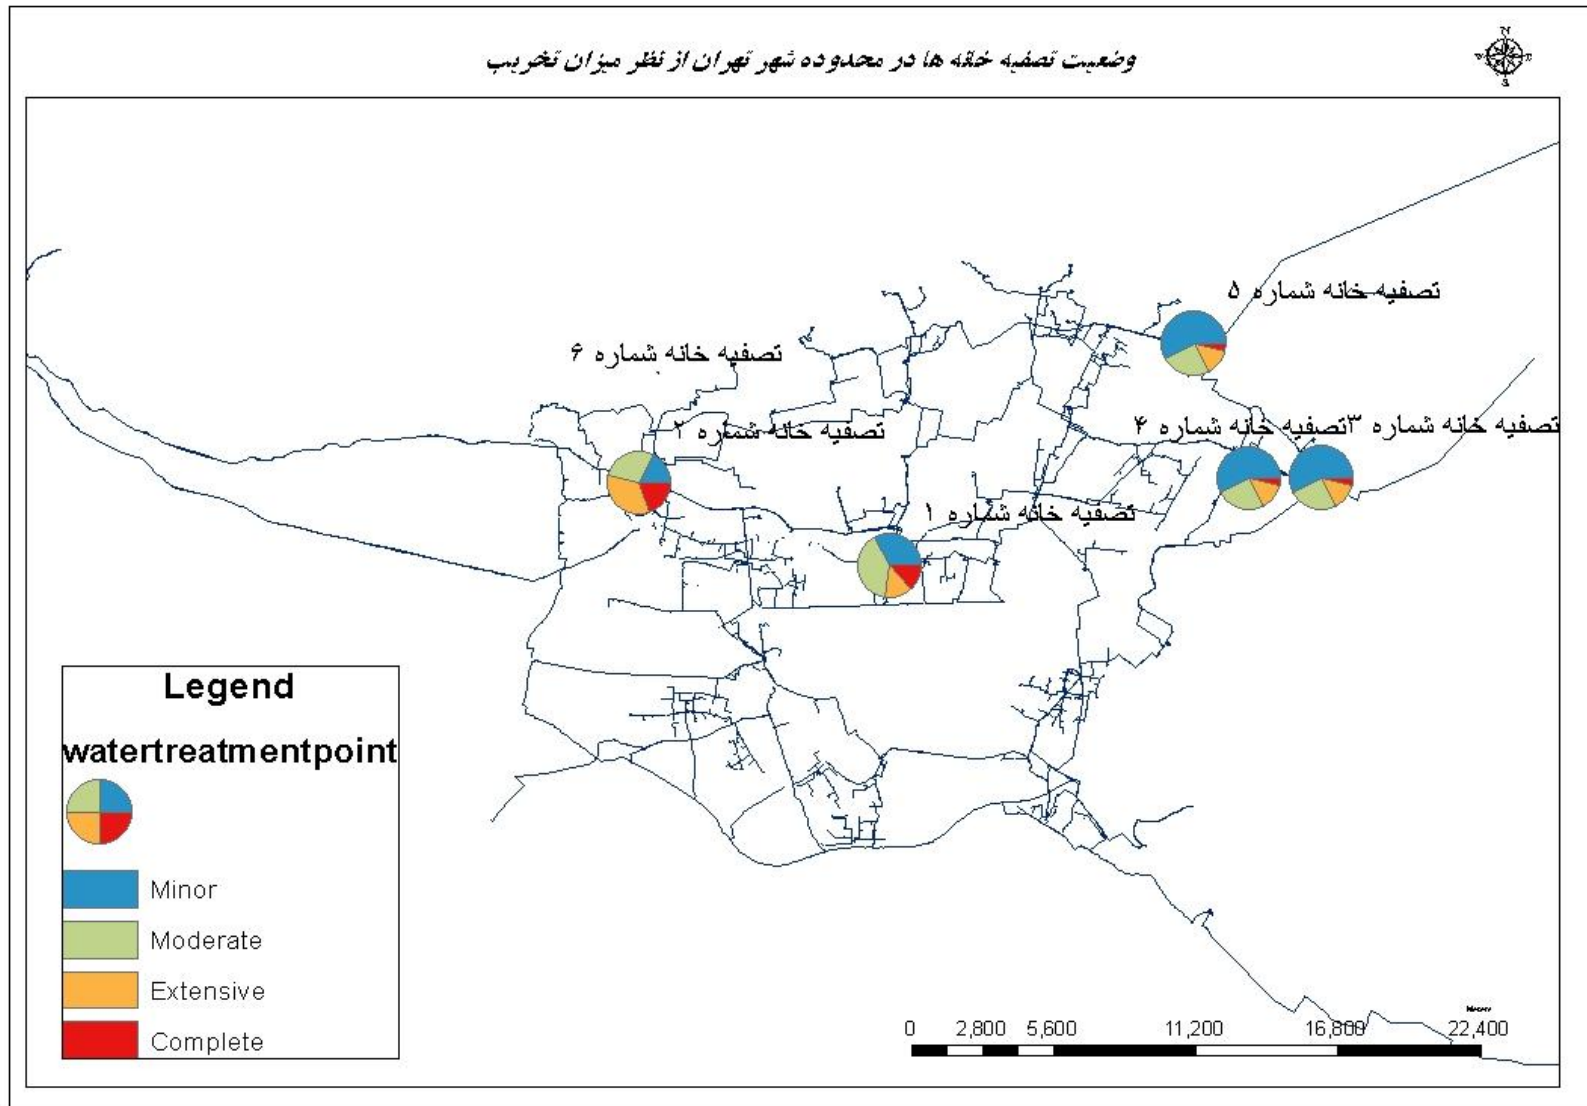 وضعیت تصفیه خانه ها در محدوده شهر تهران از نظر میزان تخریب
N
S
تصفیه خانه شماره ۵
تصفیه خانه شماره ۶
تصفیه خانه شماره ۳
تصفیه خانه شماره ۴
تصفیه خانه شماره ۲
تصفیه خانه شماره ۱
Legend
watertreatmentpoint
Minor
Moderate
Extensive
Complete
0 2,800 5,600 11,200 16,800 22,400